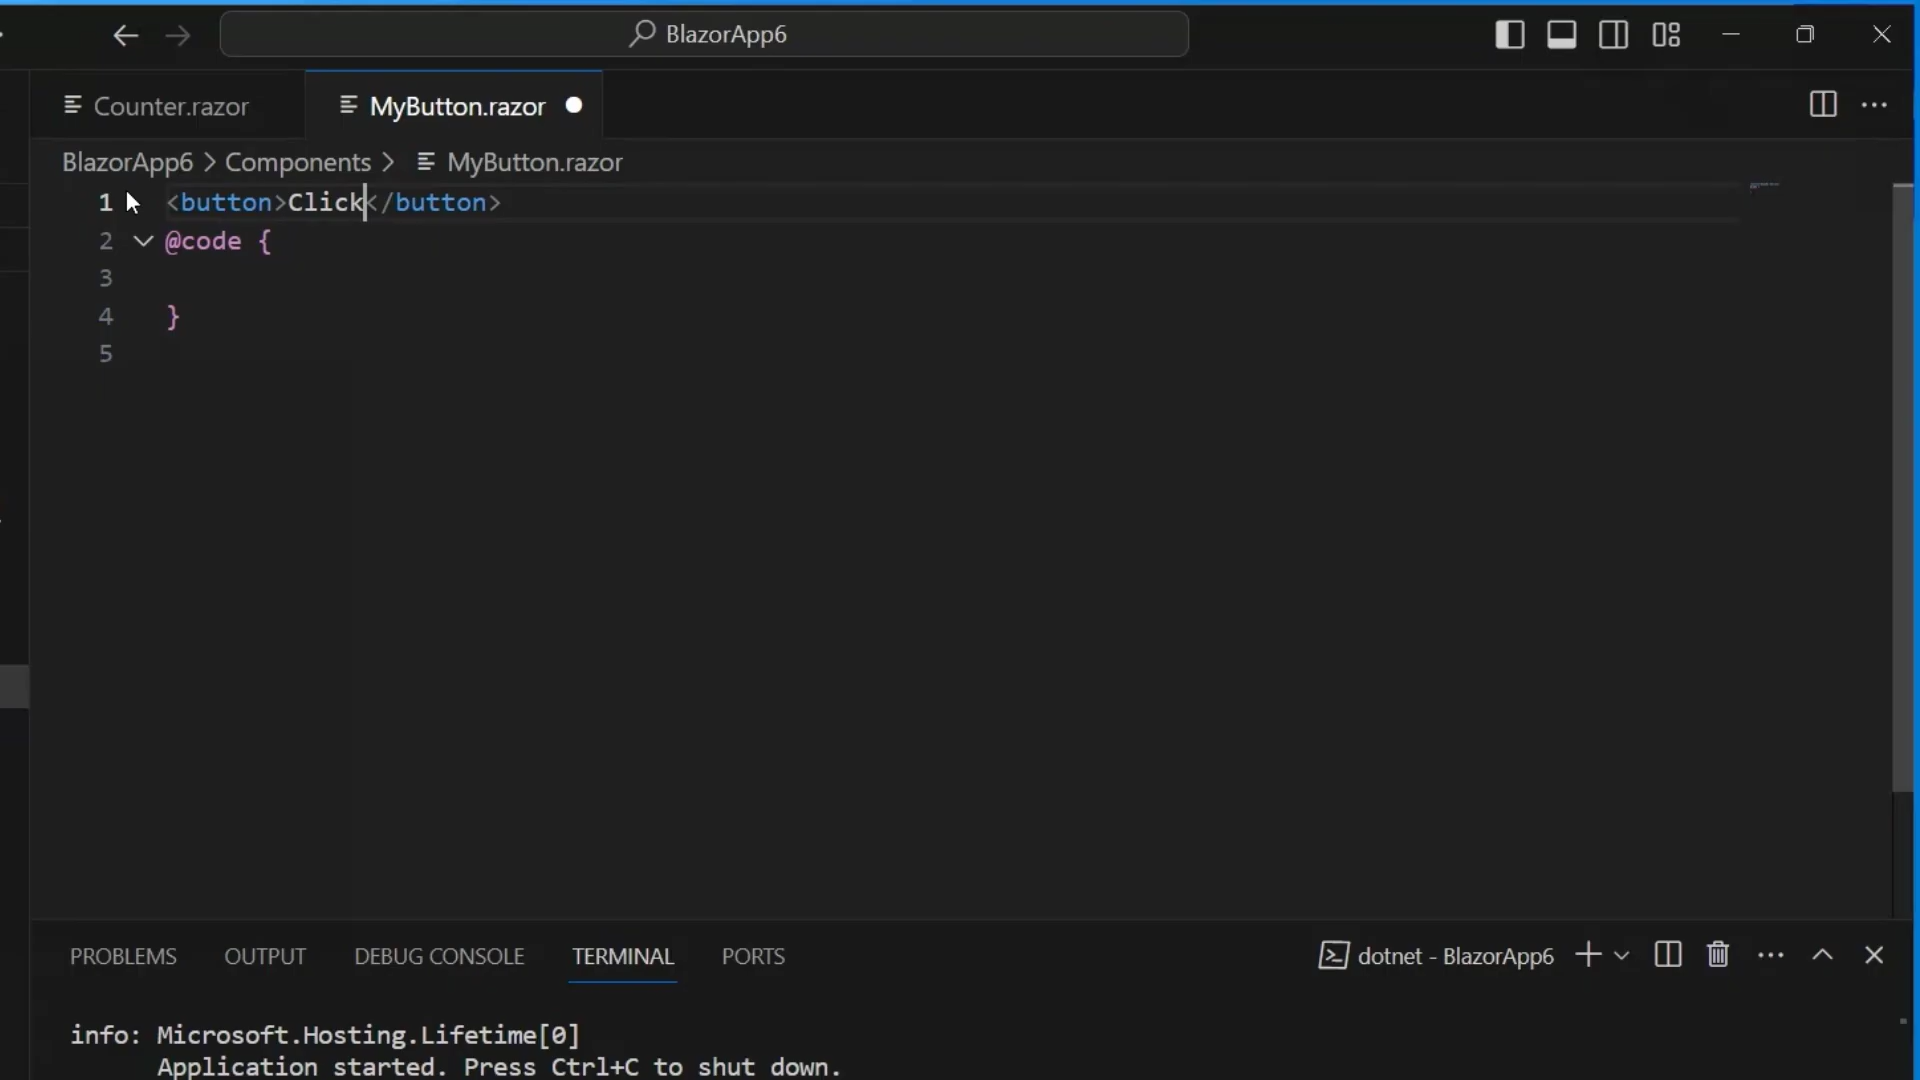 BlazorApp6
Counter.razor
MyButton.razor
BlazorApp6 > Components > MyButton.razor
1 <button>Click</button>
2 @code {
3
4 }
5
PROBLEMS OUTPUT DEBUG CONSOLE TERMINAL PORTS
dotnet - BlazorApp6
info: Microsoft.Hosting.Lifetime[0]
Application started. Press Ctrl+C to shut down.